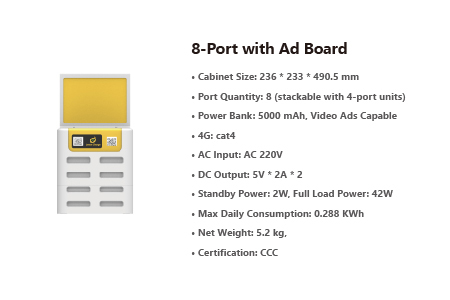 8-Port with Ad Board
• Cabinet Size: 236 * 233 * 490.5 mm
• Port Quantity: 8 (stackable with 4-port units)
• Power Bank: 5000 mAh, Video Ads Capable
• 4G: cat4
• AC Input: AC 220V
• DC Output: 5V * 2A * 2
• Standby Power: 2W, Full Load Power: 42W
• Max Daily Consumption: 0.288 KWh
• Net Weight: 5.2 kg,
• Certification: CCC